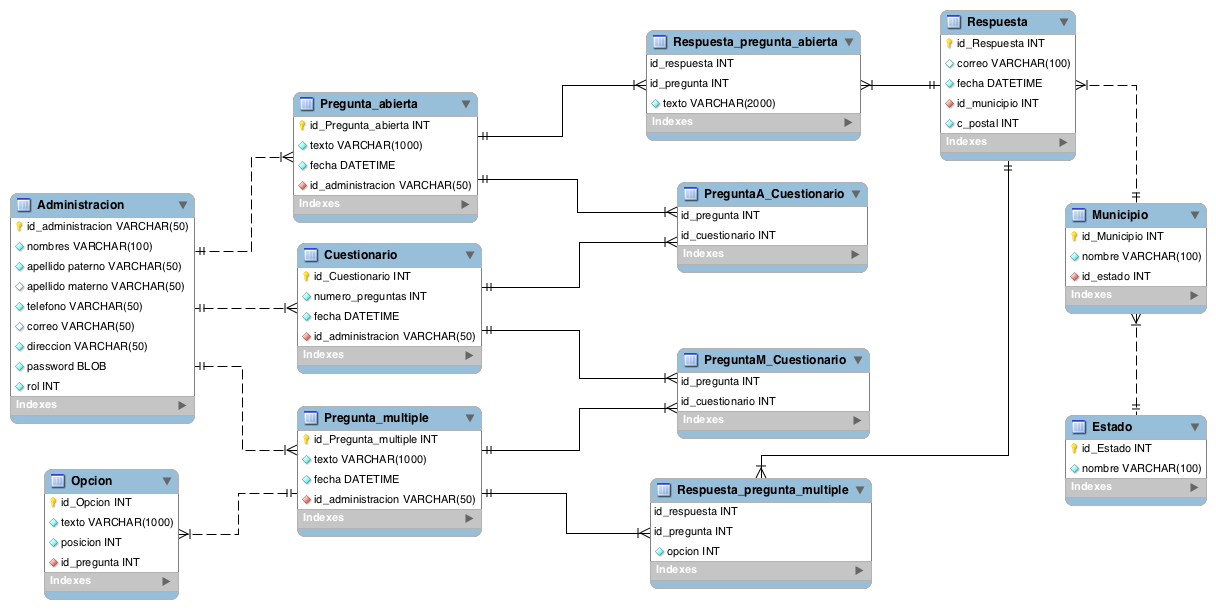 Administracion
id_administracion VARCHAR(50)
nombres VARCHAR(100)
apellido paterno VARCHAR(50)
apellido materno VARCHAR(50)
telefono VARCHAR(50)
correo VARCHAR(50)
direccion VARCHAR(50)
password BLOB
rol INT
Indexes
Opcion
id_Opcion INT
texto VARCHAR(1000)
posicion INT
id_pregunta INT
Indexes
Pregunta_abierta
id_Pregunta_abierta INT
texto VARCHAR(1000)
fecha DATETIME
id_administracion VARCHAR(50)
Indexes
Cuestionario
id_Cuestionario INT
numero_preguntas INT
fecha DATETIME
id_administracion VARCHAR(50)
Indexes
Pregunta_multiple
id_Pregunta_multiple INT
texto VARCHAR(1000)
fecha DATETIME
id_administracion VARCHAR(50)
Indexes
Respuesta_pregunta_abierta
id_respuesta INT
id_pregunta INT
texto VARCHAR(2000)
Indexes
PreguntaA_Cuestionario
id_pregunta INT
id_cuestionario INT
Indexes
PreguntaM_Cuestionario
id_pregunta INT
id_cuestionario INT
Indexes
Respuesta_pregunta_multiple
id_respuesta INT
id_pregunta INT
opcion INT
Indexes
Respuesta
id_Respuesta INT
correo VARCHAR(100)
fecha DATETIME
id_municipio INT
c_postal INT
Indexes
Municipio
id_Municipio INT
nombre VARCHAR(100)
id_estado INT
Indexes
Estado
id_Estado INT
nombre VARCHAR(100)
Indexes